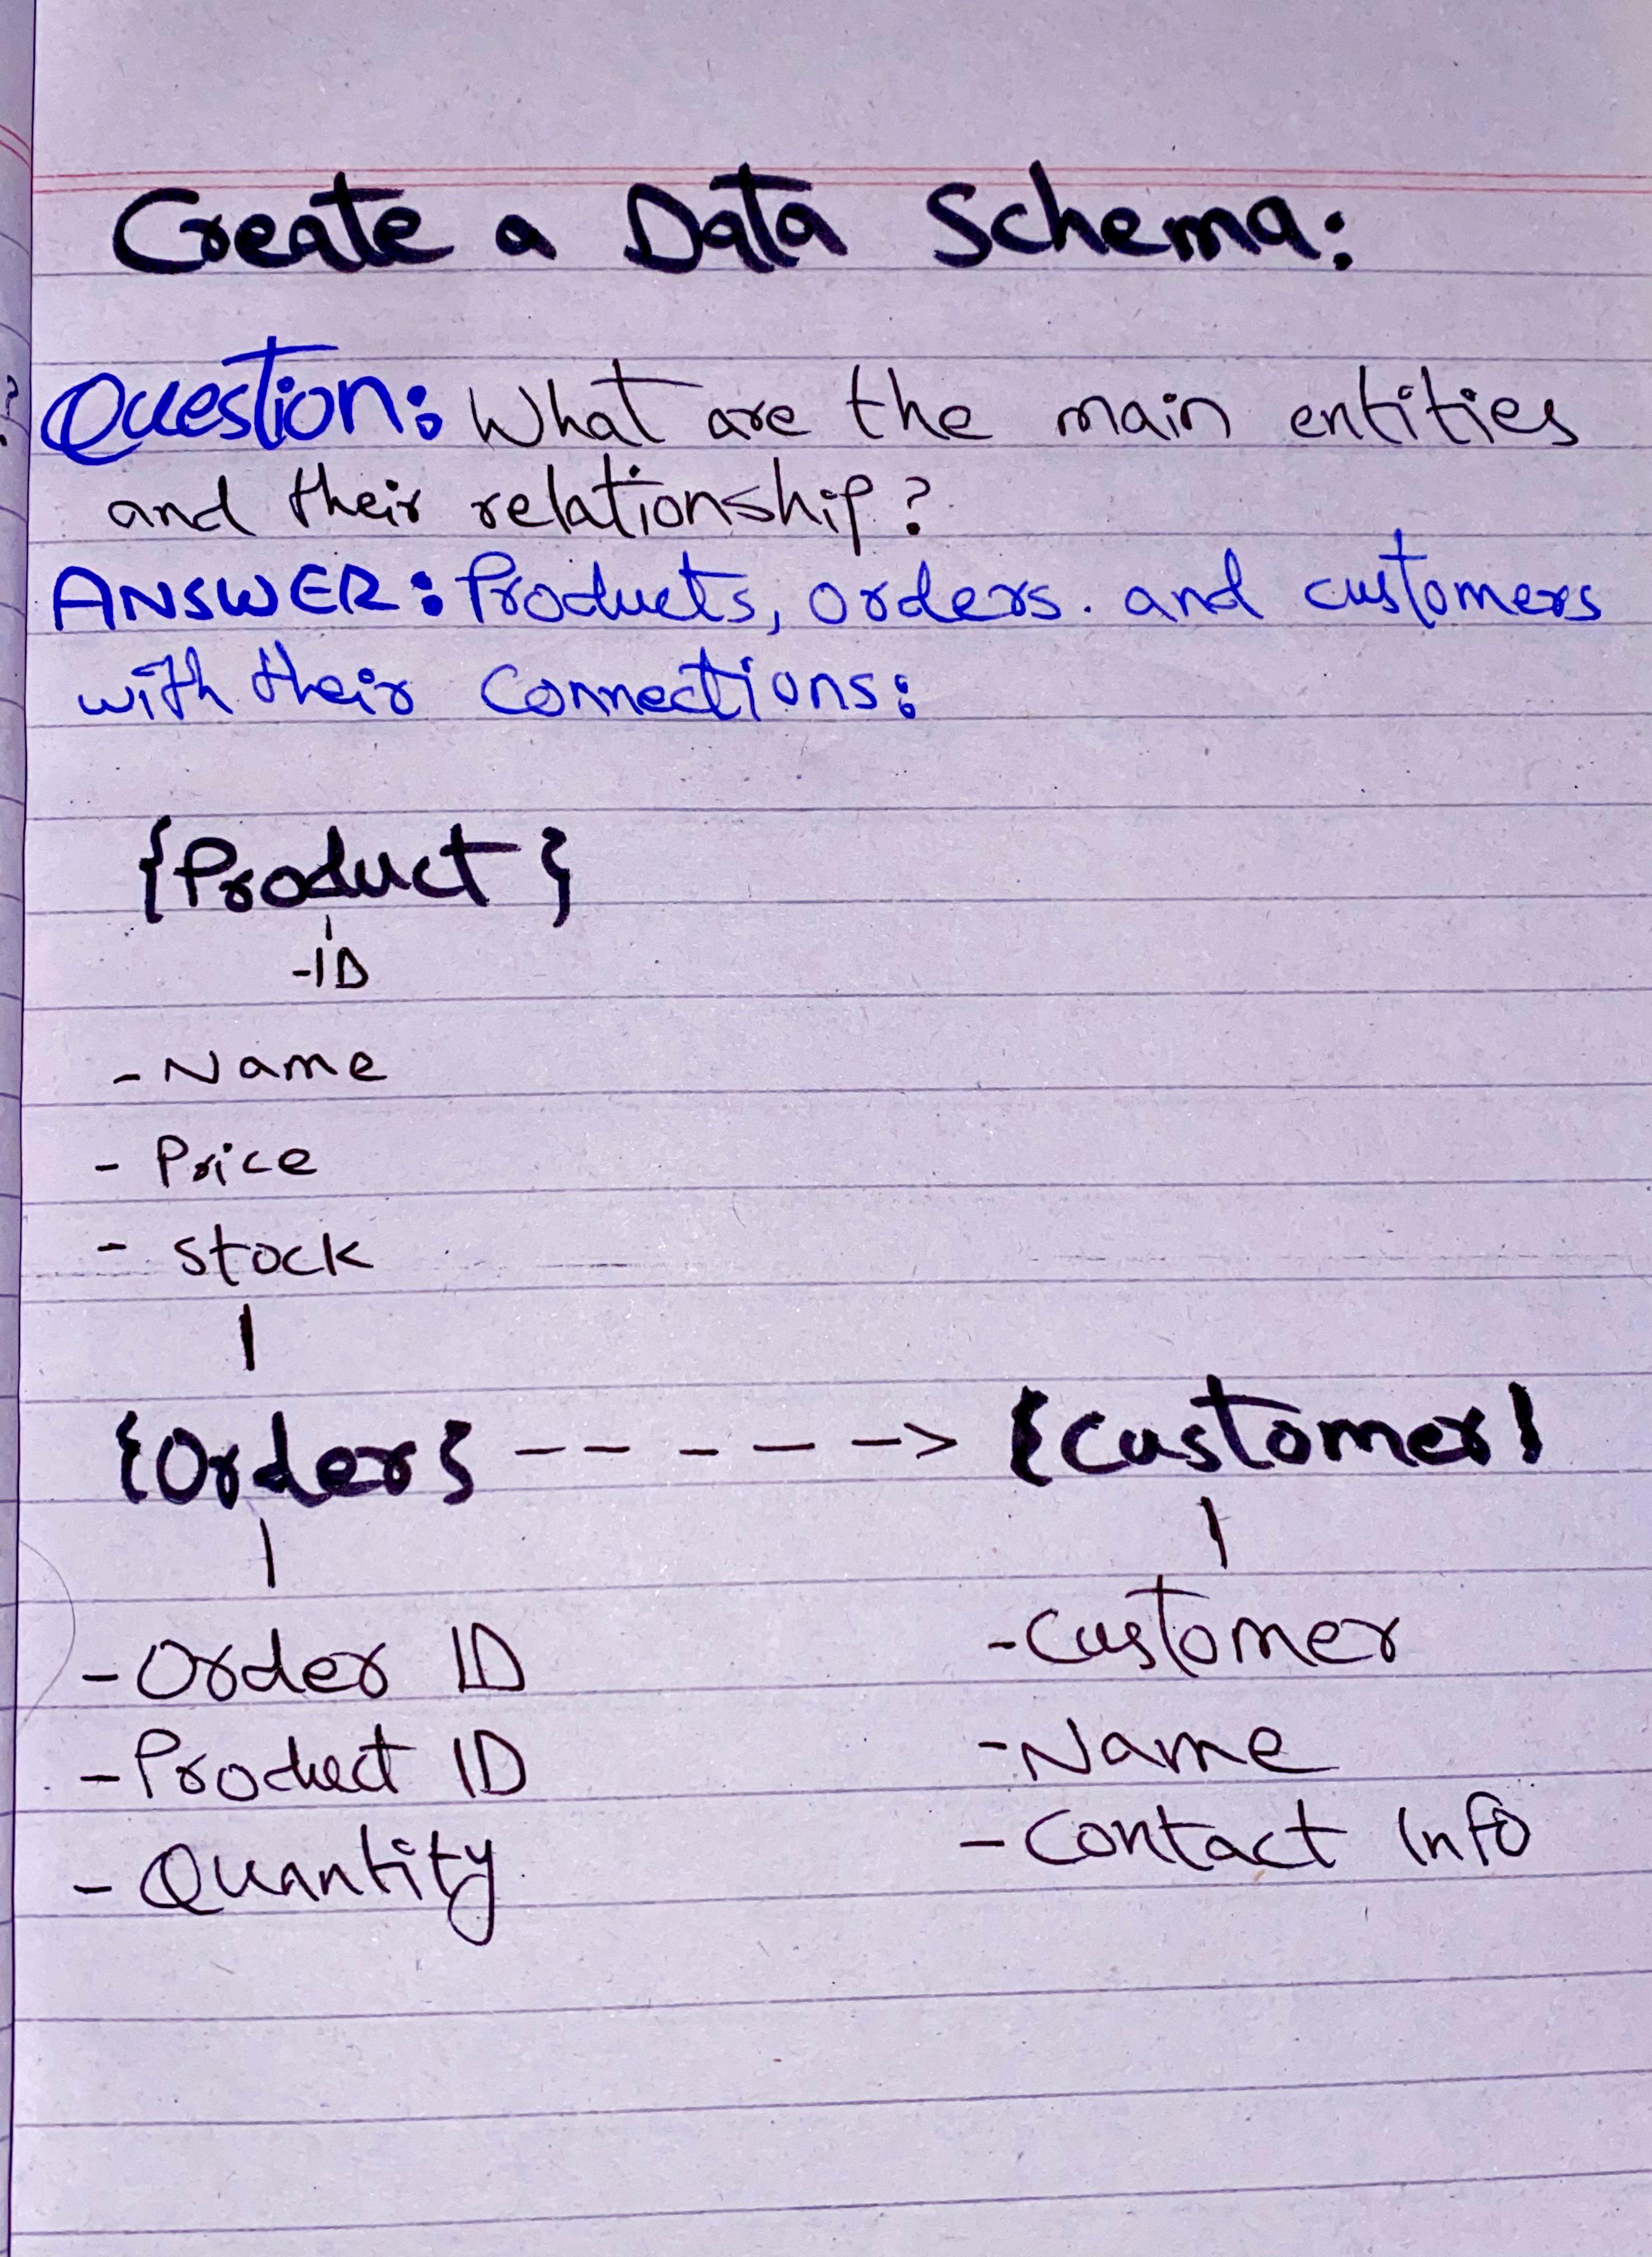 Create a Data Schema:
Question: What are the main entities
and their relationship?
ANSWER: Products, orders. and customers
with their Connections:
{Product}
-ID
- Name
- Price
- stock
{Order} -----> {Customer}
- Order ID
- Product ID
- Quantity
- Customer
- Name
- Contact Info